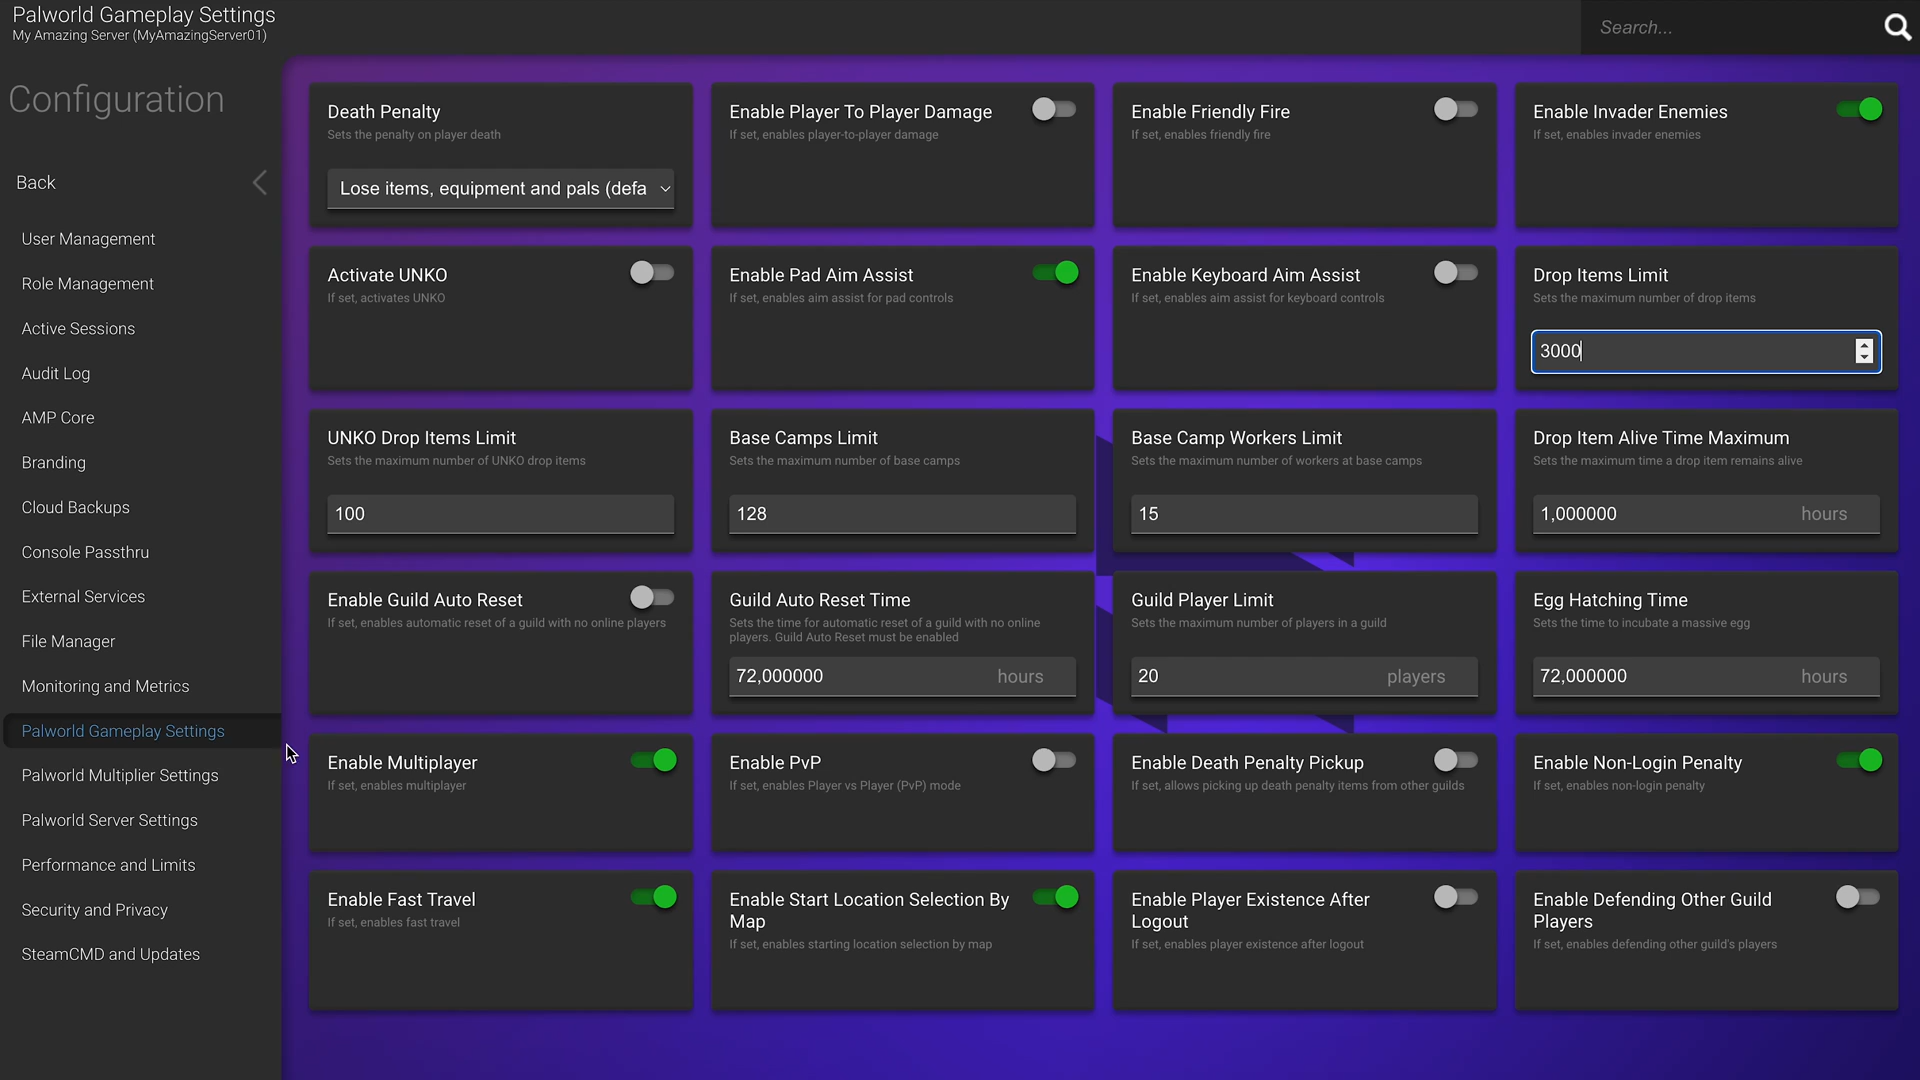 Palworld Gameplay Settings
My Amazing Server (MyAmazingServer01)
Search...
Configuration
Back
User Management
Role Management
Active Sessions
Audit Log
AMP Core
Branding
Cloud Backups
Console Passthru
External Services
File Manager
Monitoring and Metrics
Palworld Gameplay Settings
Palworld Multiplier Settings
Palworld Server Settings
Performance and Limits
Security and Privacy
SteamCMD and Updates
Death Penalty
Sets the penalty on player death
Lose items, equipment and pals (defa
Enable Player To Player Damage
If set, enables player-to-player damage
Enable Friendly Fire
If set, enables friendly fire
Enable Invader Enemies
If set, enables invader enemies
Activate UNKO
If set, activates UNKO
Enable Pad Aim Assist
If set, enables aim assist for pad controls
Enable Keyboard Aim Assist
If set, enables aim assist for keyboard controls
Drop Items Limit
Sets the maximum number of drop items
3000
UNKO Drop Items Limit
Sets the maximum number of UNKO drop items
100
Base Camps Limit
Sets the maximum number of base camps
128
Base Camp Workers Limit
Sets the maximum number of workers at base camps
15
Drop Item Alive Time Maximum
Sets the maximum time a drop item remains alive
1,000000 hours
Enable Guild Auto Reset
If set, enables automatic reset of a guild with no online players
Guild Auto Reset Time
Sets the time for automatic reset of a guild with no online
players. Guild Auto Reset must be enabled
72,000000 hours
Guild Player Limit
Sets the maximum number of players in a guild
20 players
Egg Hatching Time
Sets the time to incubate a massive egg
72,000000 hours
Enable Multiplayer
If set, enables multiplayer
Enable PvP
If set, enables Player vs Player (PvP) mode
Enable Death Penalty Pickup
If set, allows picking up death penalty items from other guilds
Enable Non-Login Penalty
If set, enables non-login penalty
Enable Fast Travel
If set, enables fast travel
Enable Start Location Selection By
Map
If set, enables starting location selection by map
Enable Player Existence After
Logout
If set, enables player existence after logout
Enable Defending Other Guild
Players
If set, enables defending other guild's players